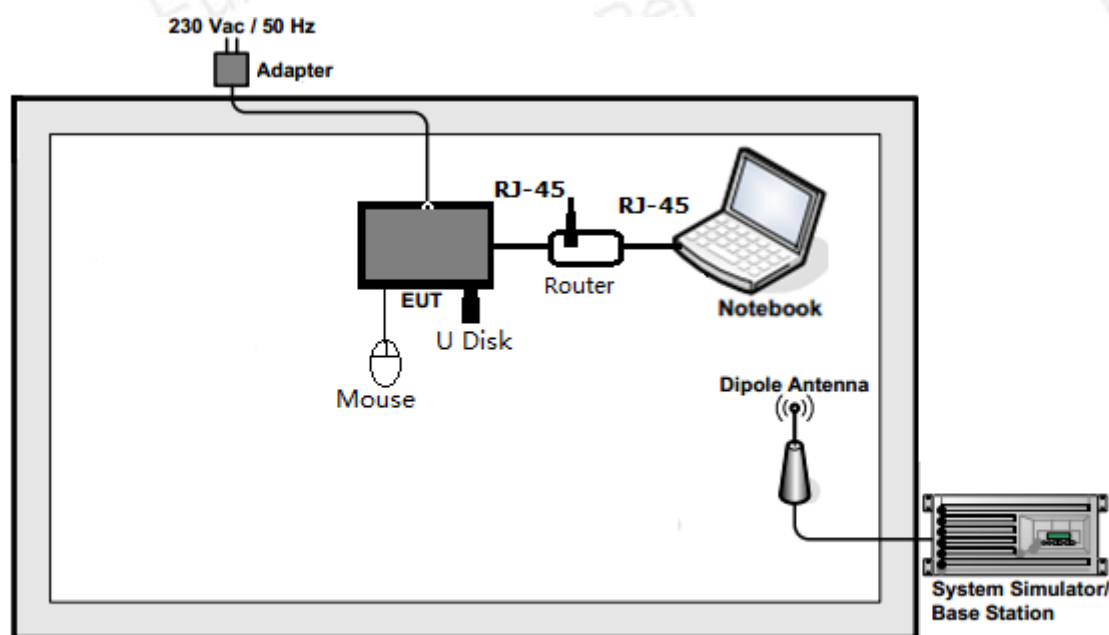 230 Vac / 50 Hz
Adapter
RJ-45
RJ-45
Router
Notebook
EUT
U Disk
Mouse
Dipole Antenna
System Simulator/
Base Station